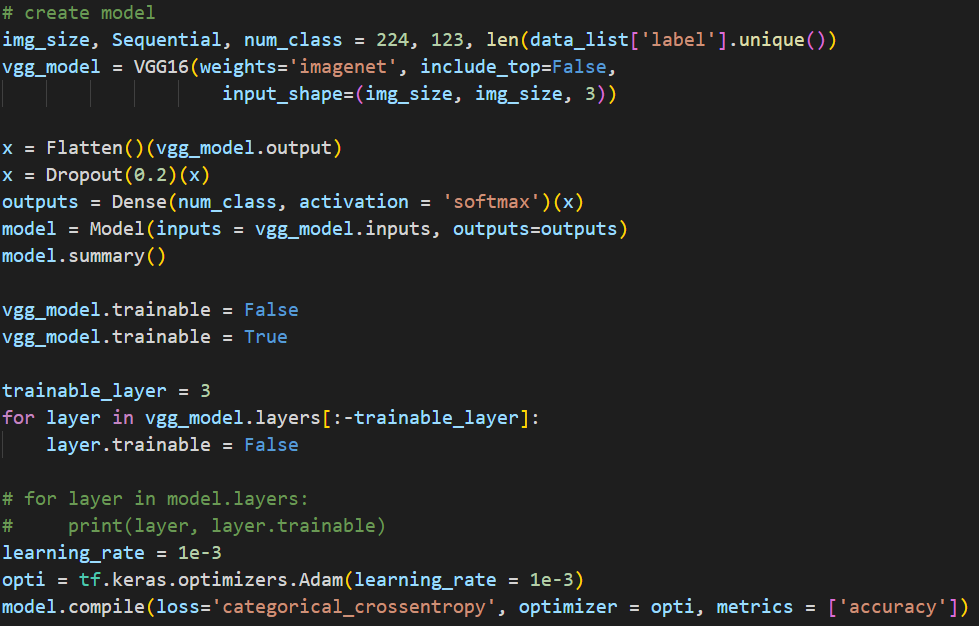 # create model
img_size, Sequential, num_class = 224, 123, len(data_list['label'].unique())
vgg_model = VGG16(weights='imagenet', include_top=False,
                    input_shape=(img_size, img_size, 3))

x = Flatten()(vgg_model.output)
x = Dropout(0.2)(x)
outputs = Dense(num_class, activation = 'softmax')(x)
model = Model(inputs = vgg_model.inputs, outputs=outputs)
model.summary()

vgg_model.trainable = False
vgg_model.trainable = True

trainable_layer = 3
for layer in vgg_model.layers[:-trainable_layer]:
    layer.trainable = False

# for layer in model.layers:
#     print(layer, layer.trainable)
learning_rate = 1e-3
opti = tf.keras.optimizers.Adam(learning_rate = 1e-3)
model.compile(loss='categorical_crossentropy', optimizer = opti, metrics = ['accuracy'])